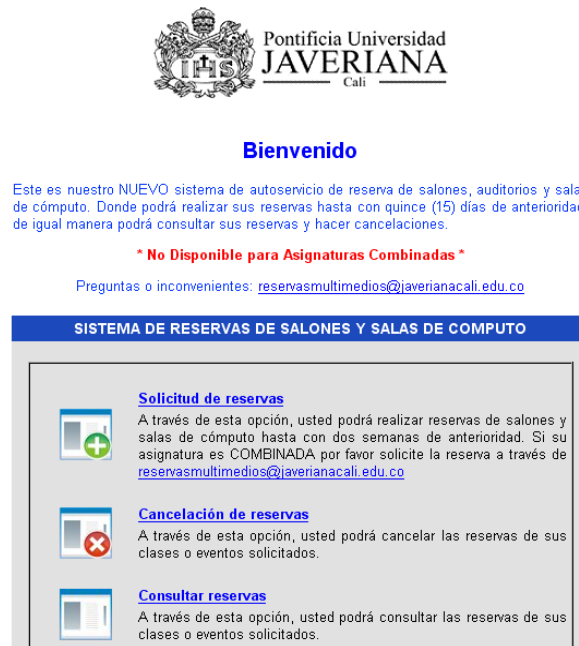 IHS
Pontificia Universidad
JAVERIANA
Cali
Bienvenido
Este es nuestro NUEVO sistema de autoservicio de reserva de salones, auditorios y
de cómputo. Donde podrá realizar sus reservas hasta con quince (15) días de
de igual manera podrá consultar sus reservas y hacer cancelaciones.
* No Disponible para Asignaturas Combinadas *
Preguntas o inconvenientes: reservasmultimedios@javerianacali.edu.co
SISTEMA DE RESERVAS DE SALONES Y SALAS DE COMPUTO
Solicitud de reservas
A través de esta opción, usted podrá realizar reservas de salones y
salas de cómputo hasta con dos semanas de anterioridad. Si su
asignatura es COMBINADA por favor solicite la reserva a través de
reservasmultimedios@javerianacali.edu.co
Cancelación de reservas
A través de esta opción, usted podrá cancelar las reservas de sus
clases o eventos solicitados.
Consultar reservas
A través de esta opción, usted podrá consultar las reservas de sus
clases o eventos solicitados.